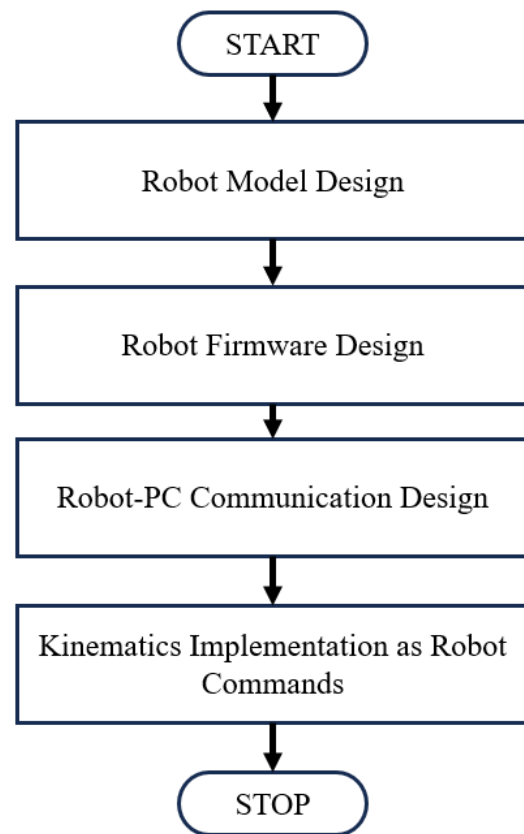 START
Robot Model Design
Robot Firmware Design
Robot-PC Communication Design
Kinematics Implementation as Robot
Commands
STOP